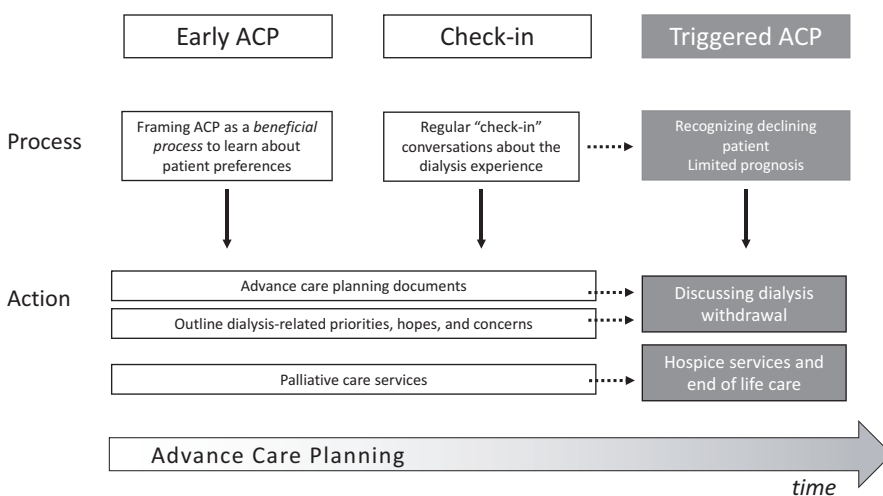 Early ACP
Check-in
Triggered ACP
Process
Framing ACP as a beneficial
process to learn about
patient preferences
Regular “check-in”
conversations about the
dialysis experience
Recognizing declining
patient
Limited prognosis
Action
Advance care planning documents
Outline dialysis-related priorities, hopes, and concerns
Discussing dialysis
withdrawal
Palliative care services
Hospice services and
end of life care
Advance Care Planning
time